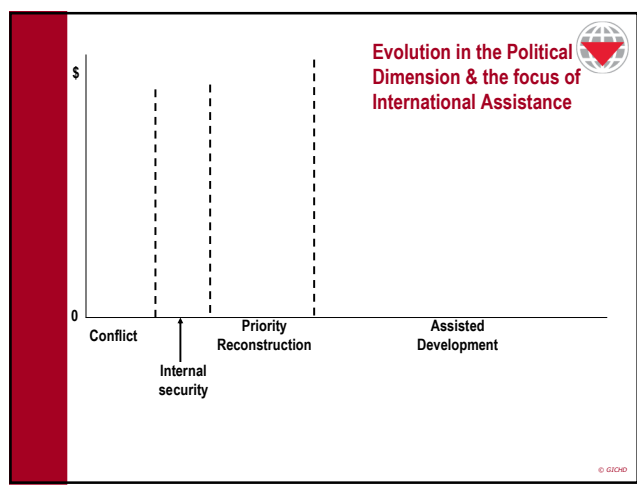 Evolution in the Political
Dimension & the focus of
International Assistance
$
0
Conflict
Internal
security
Priority
Reconstruction
Assisted
Development
© GICHD